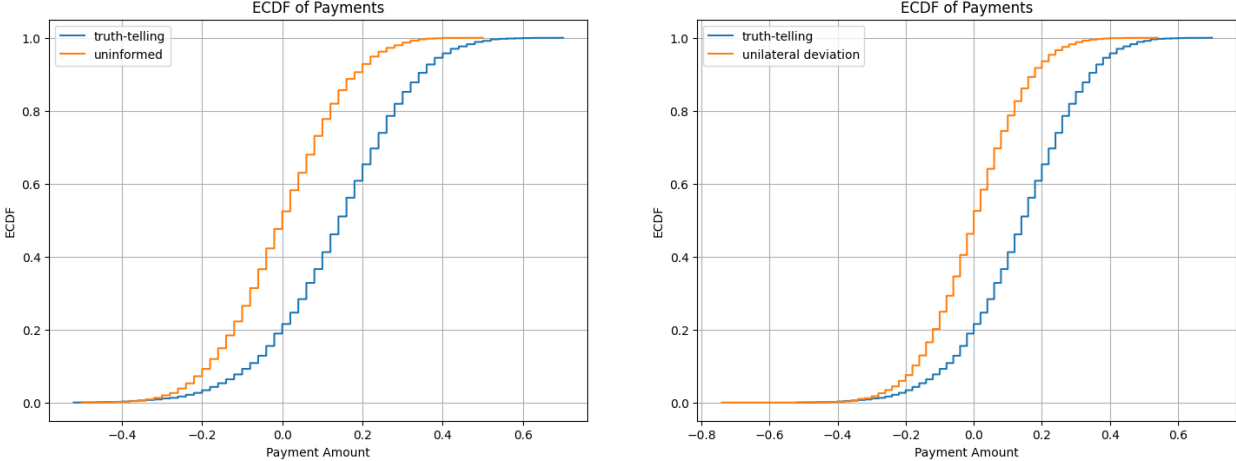 ECDF of Payments
truth-telling
uninformed
1.0
0.8
0.6
0.4
0.2
0.0
ECDF
−0.4
−0.2
0.0
0.2
0.4
0.6
Payment Amount
ECDF of Payments
truth-telling
unilateral deviation
1.0
0.8
0.6
0.4
0.2
0.0
ECDF
−0.8
−0.6
−0.4
−0.2
0.0
0.2
0.4
0.6
Payment Amount